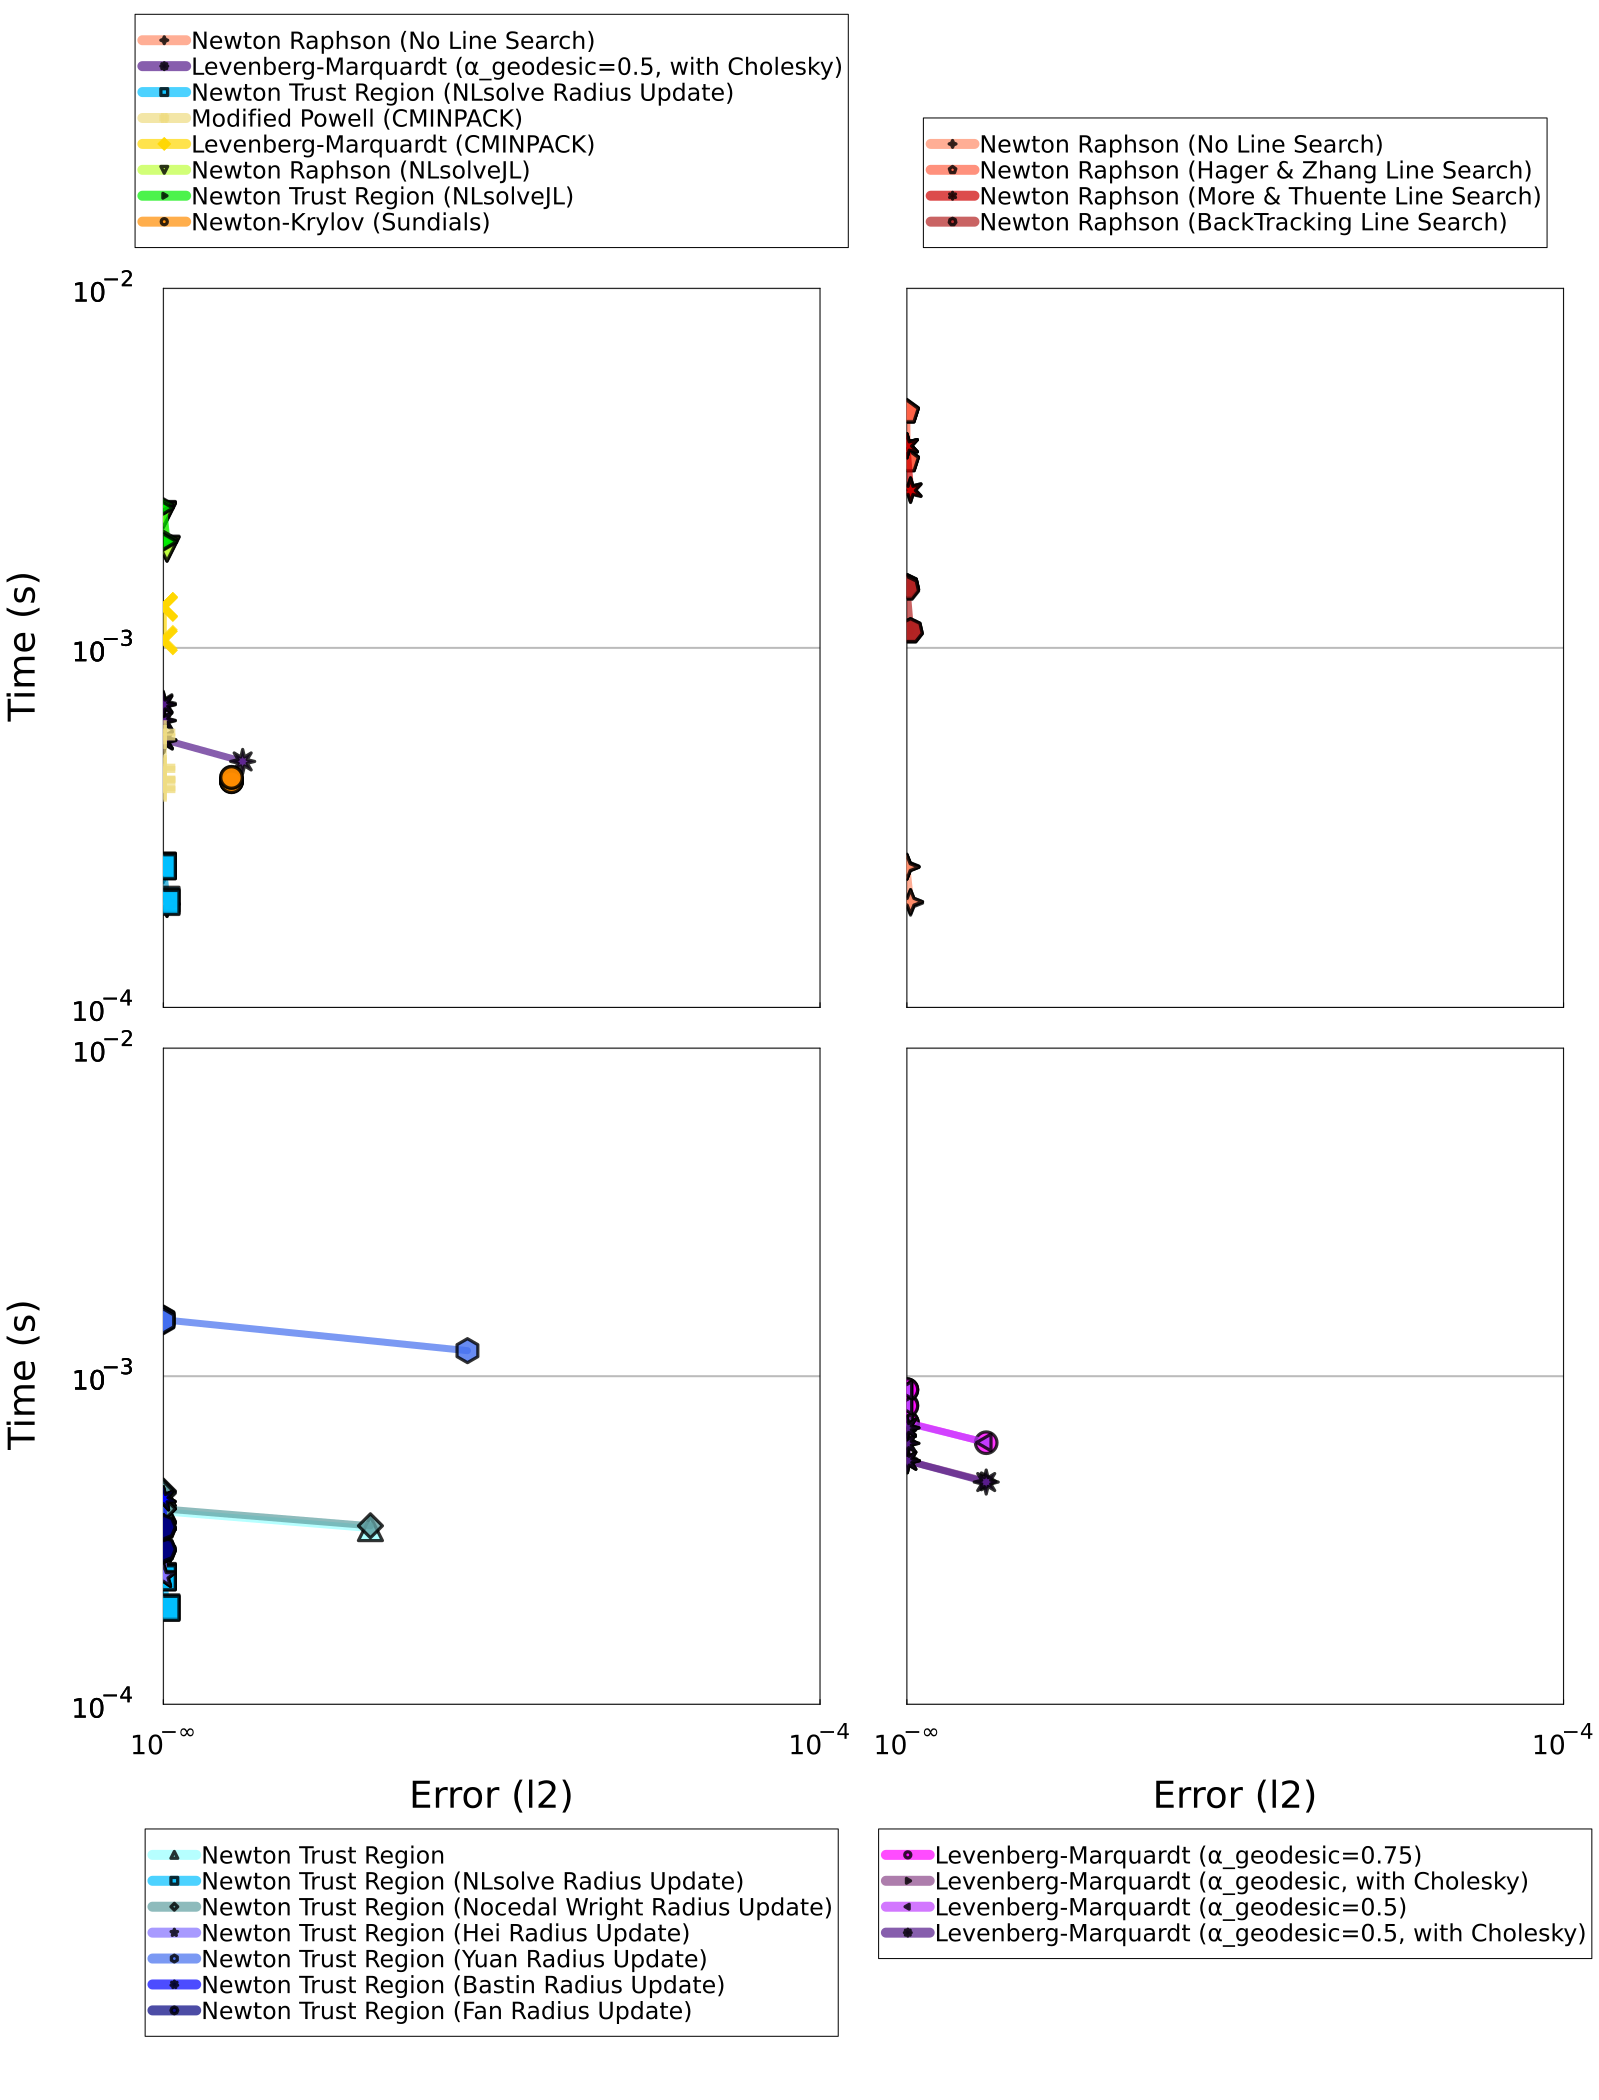 Newton Raphson (No Line Search)
Levenberg-Marquardt (α_geodesic=0.5, with Cholesky)
Newton Trust Region (NLsolve Radius Update)
Modified Powell (CMINPACK)
Levenberg-Marquardt (CMINPACK)
Newton Raphson (NLsolveJL)
Newton Trust Region (NLsolveJL)
Newton-Krylov (Sundials)
Newton Raphson (No Line Search)
Newton Raphson (Hager & Zhang Line Search)
Newton Raphson (More & Thuente Line Search)
Newton Raphson (BackTracking Line Search)
10⁻²
10⁻³
10⁻⁴
Time (s)
10⁻²
10⁻³
10⁻⁴
Time (s)
10^−∞
10⁻⁴
10^−∞
10⁻⁴
Error (l2)
Error (l2)
Newton Trust Region
Newton Trust Region (NLsolve Radius Update)
Newton Trust Region (Nocedal Wright Radius Update)
Newton Trust Region (Hei Radius Update)
Newton Trust Region (Yuan Radius Update)
Newton Trust Region (Bastin Radius Update)
Newton Trust Region (Fan Radius Update)
Levenberg-Marquardt (α_geodesic=0.75)
Levenberg-Marquardt (α_geodesic, with Cholesky)
Levenberg-Marquardt (α_geodesic=0.5)
Levenberg-Marquardt (α_geodesic=0.5, with Cholesky)